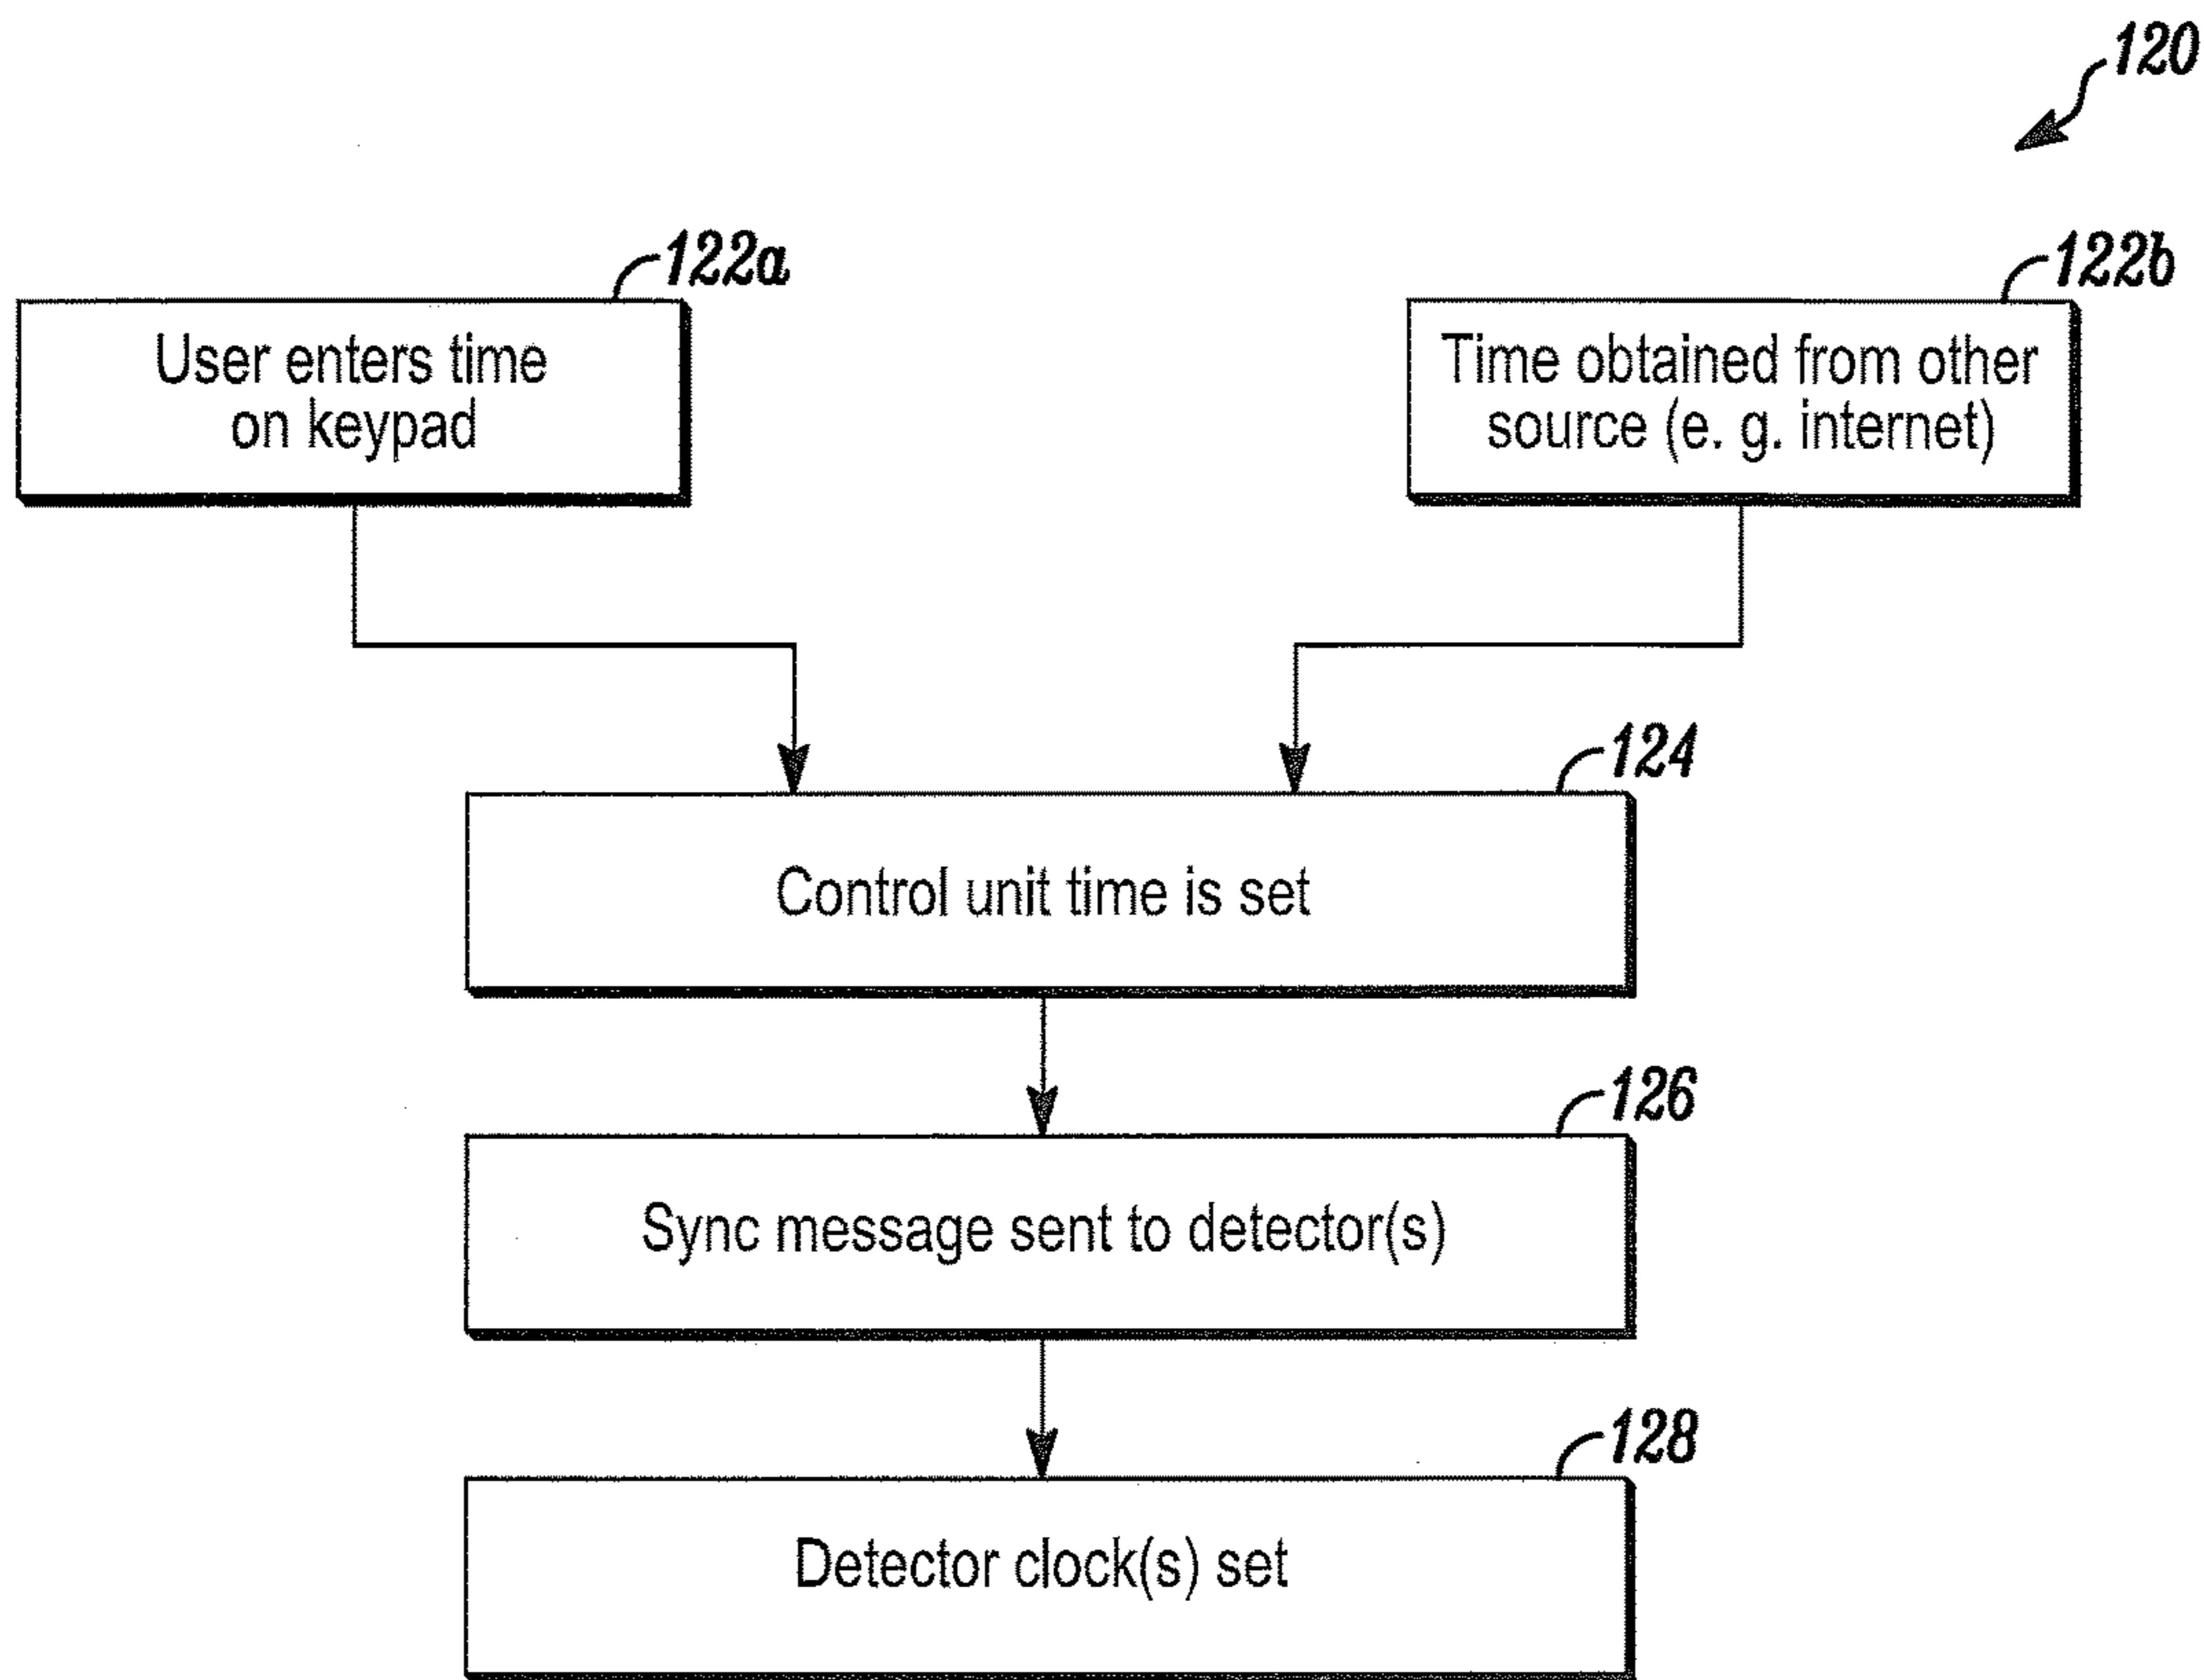 120
122a
122b
User enters time
on keypad
Time obtained from other
source (e. g. internet)
124
Control unit time is set
126
Sync message sent to detector(s)
128
Detector clock(s) set